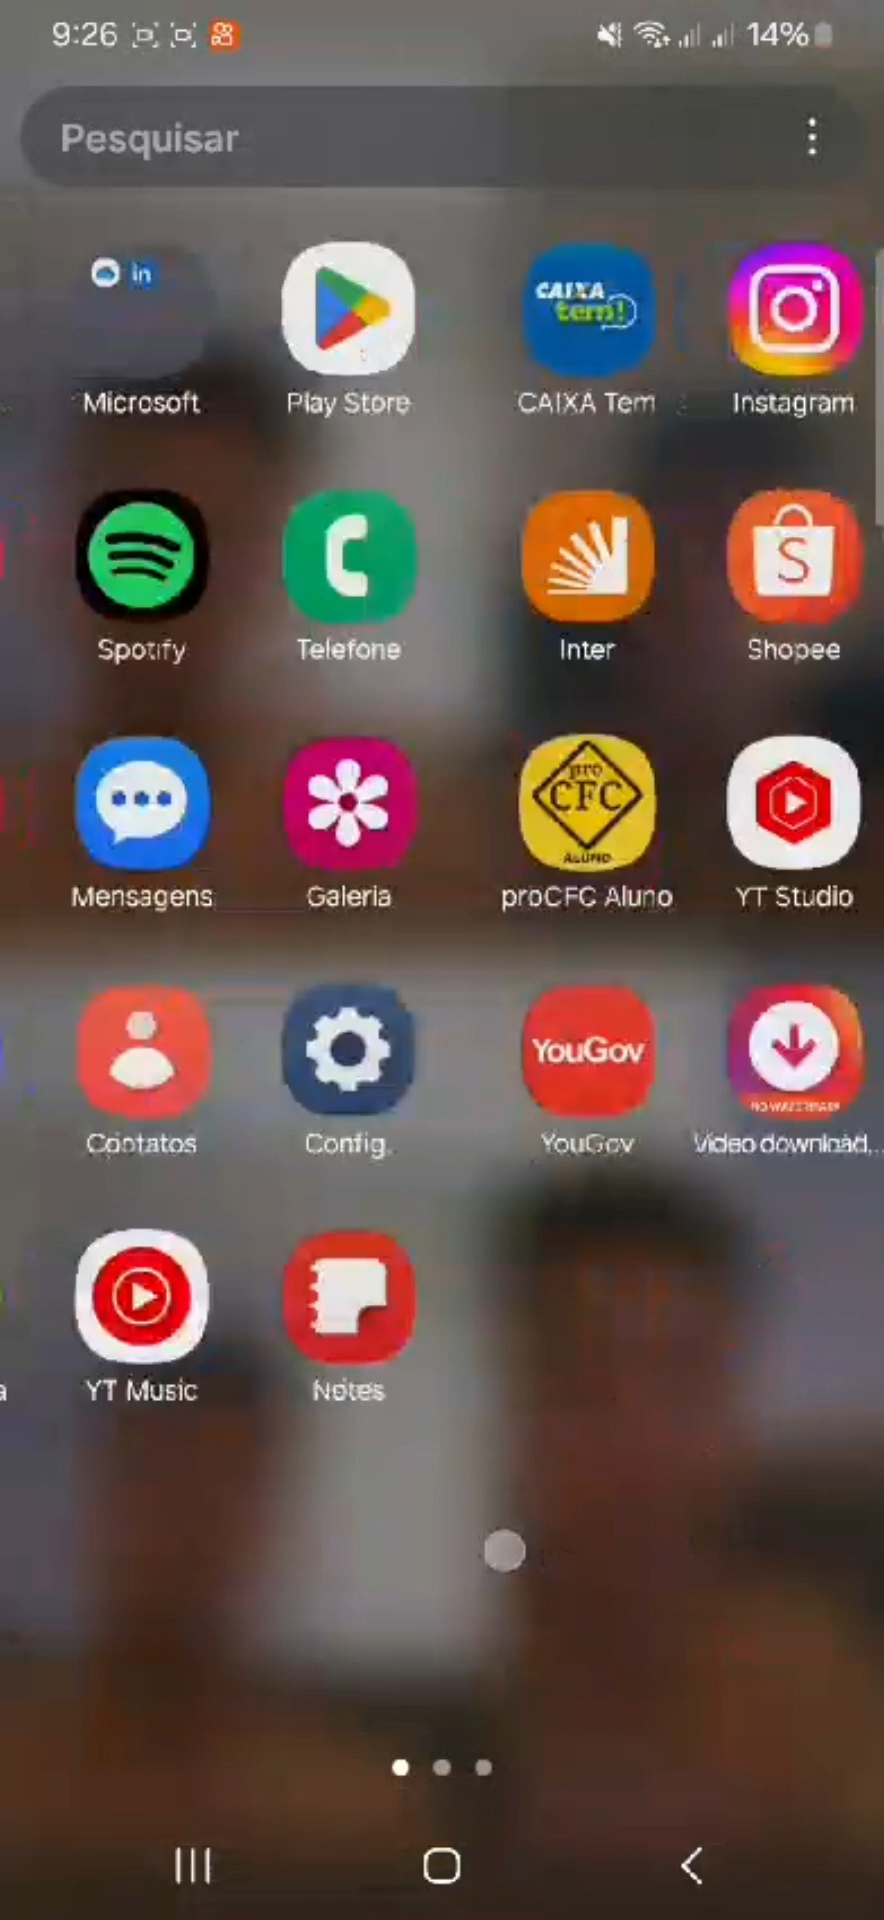 9:26 14%
Pesquisar
in
CAIXA
tem!
Microsoft Play Store CAIXA Tem Instagram
S
Spotify Telefone Inter Shopee
pro
CFC
ALUNO
Mensagens Galeria proCFC Aluno YT Studio
YouGov
Contatos Config. YouGov Video download...
a YT Music Notes